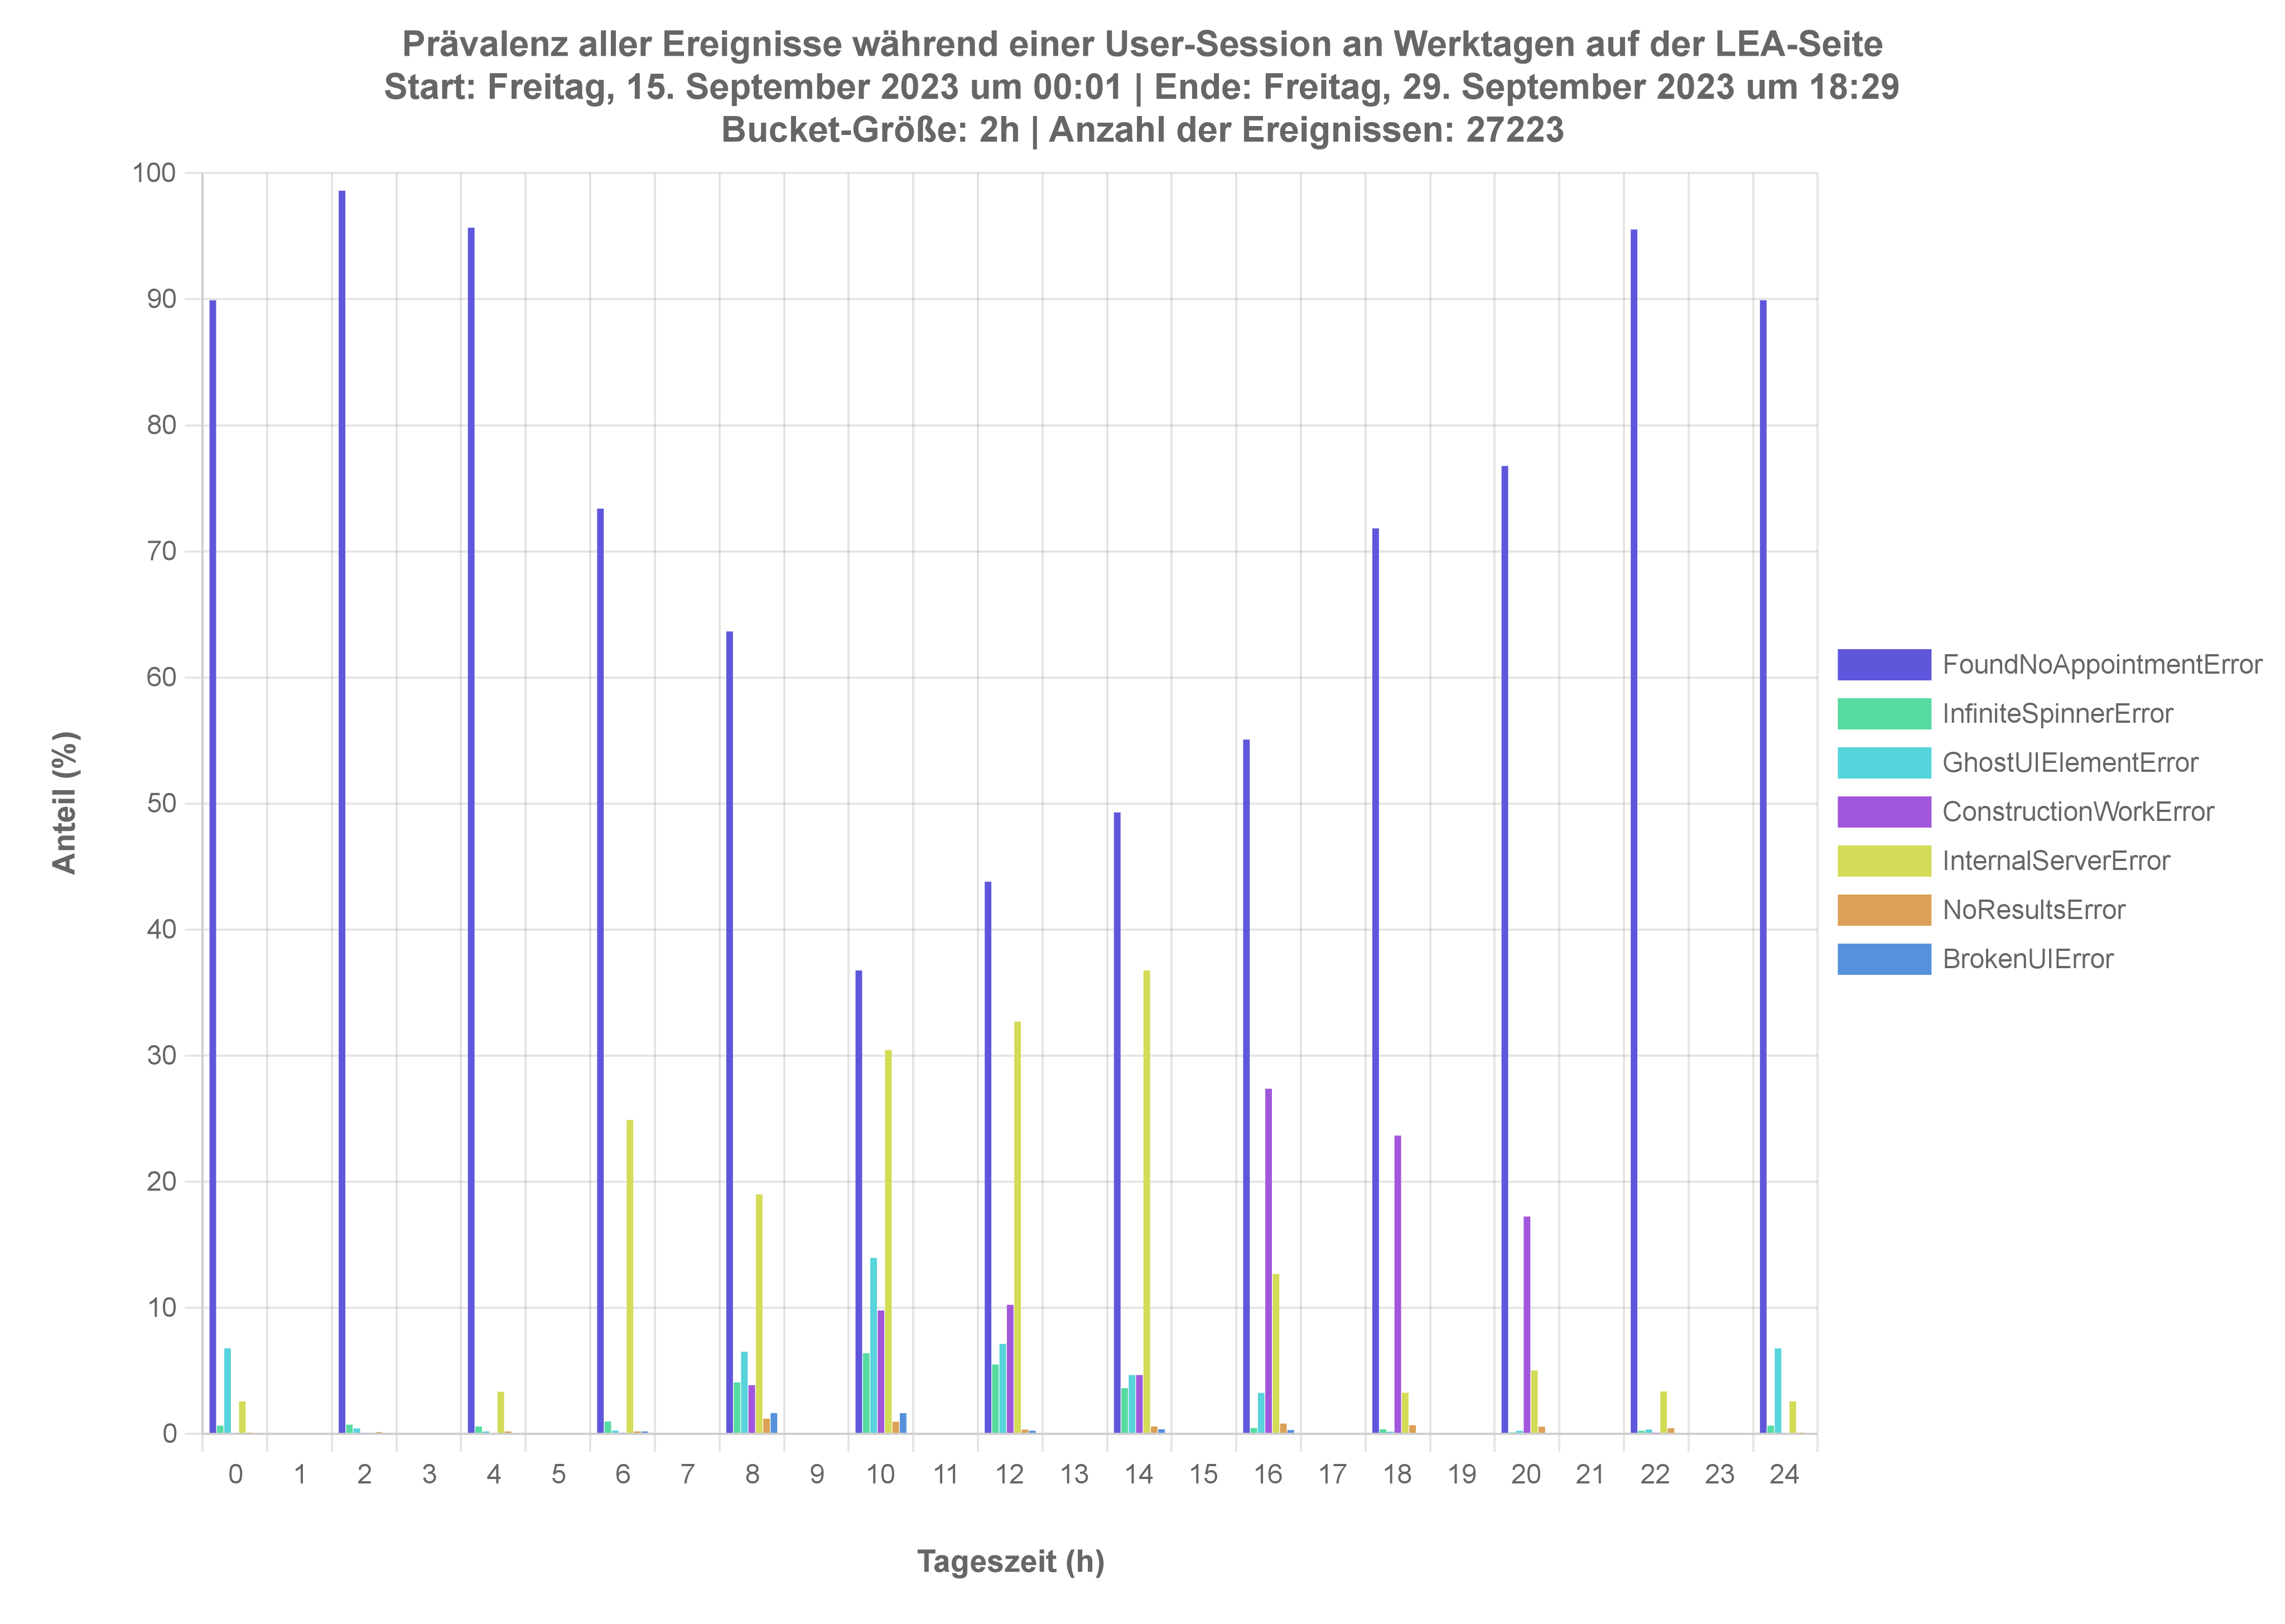 Prävalenz aller Ereignisse während einer User-Session an Werktagen auf der LEA-Seite
Start: Freitag, 15. September 2023 um 00:01 | Ende: Freitag, 29. September 2023 um 18:29
Bucket-Größe: 2h | Anzahl der Ereignissen: 27223
100
90
80
70
60
50
40
30
20
10
0
Anteil (%)
0 1 2 3 4 5 6 7 8 9 10 11 12 13 14 15 16 17 18 19 20 21 22 23 24
Tageszeit (h)
FoundNoAppointmentError
InfiniteSpinnerError
GhostUIElementError
ConstructionWorkError
InternalServerError
NoResultsError
BrokenUIError